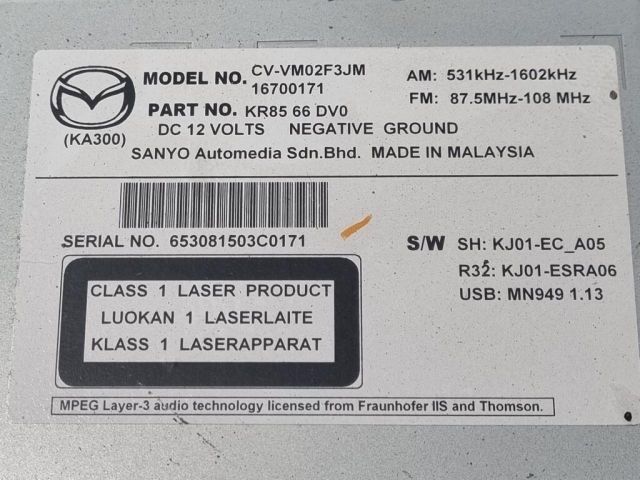 MODEL NO. CV-VM02F3JM
16700171
PART NO. KR85 66 DV0
DC 12 VOLTS NEGATIVE GROUND
SANYO Automedia Sdn.Bhd. MADE IN MALAYSIA
(KA300)
AM: 531kHz-1602kHz
FM: 87.5MHz-108 MHz
SERIAL NO. 653081503C0171
S/W SH: KJ01-EC_A05
R32: KJ01-ESRA06
USB: MN949 1.13
CLASS 1 LASER PRODUCT
LUOKAN 1 LASERLAITE
KLASS 1 LASERAPPARAT
MPEG Layer-3 audio technology licensed from Fraunhofer IIS and Thomson.